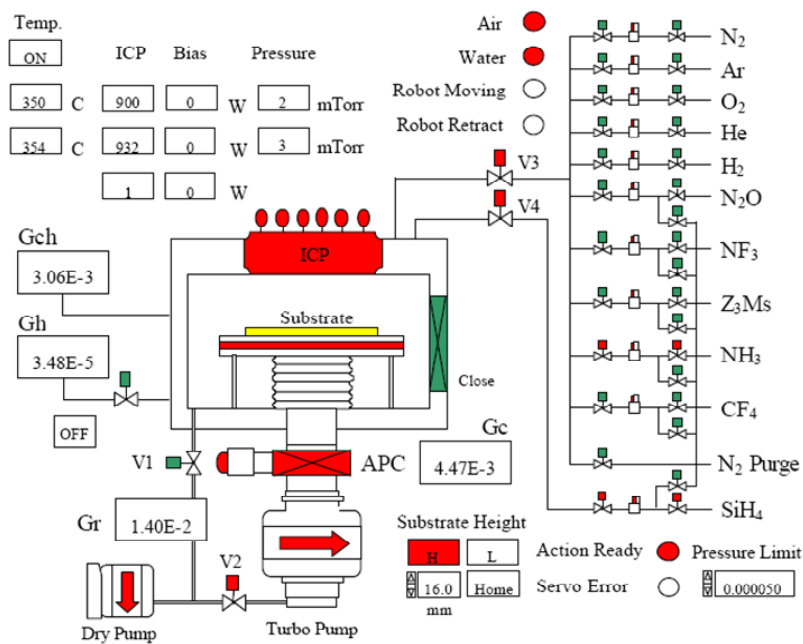 Temp.
ON
ICP Bias Pressure
350 C 900 0 W 2 mTorr
354 C 932 0 W 3 mTorr
1 0 W
Air
Water
Robot Moving
Robot Retract
V3
V4
N₂
Ar
O₂
He
H₂
N₂O
NF₃
Z₃Ms
NH₃
CF₄
N₂ Purge
SiH₄
Gch
3.06E-3
Gh
3.48E-5
OFF
ICP
Substrate
Close
V1
APC
Gc
4.47E-3
Gr
1.40E-2
V2
Dry Pump
Turbo Pump
Substrate Height
H L
Action Ready
Pressure Limit
16.0 mm
Home
Servo Error
0.000050